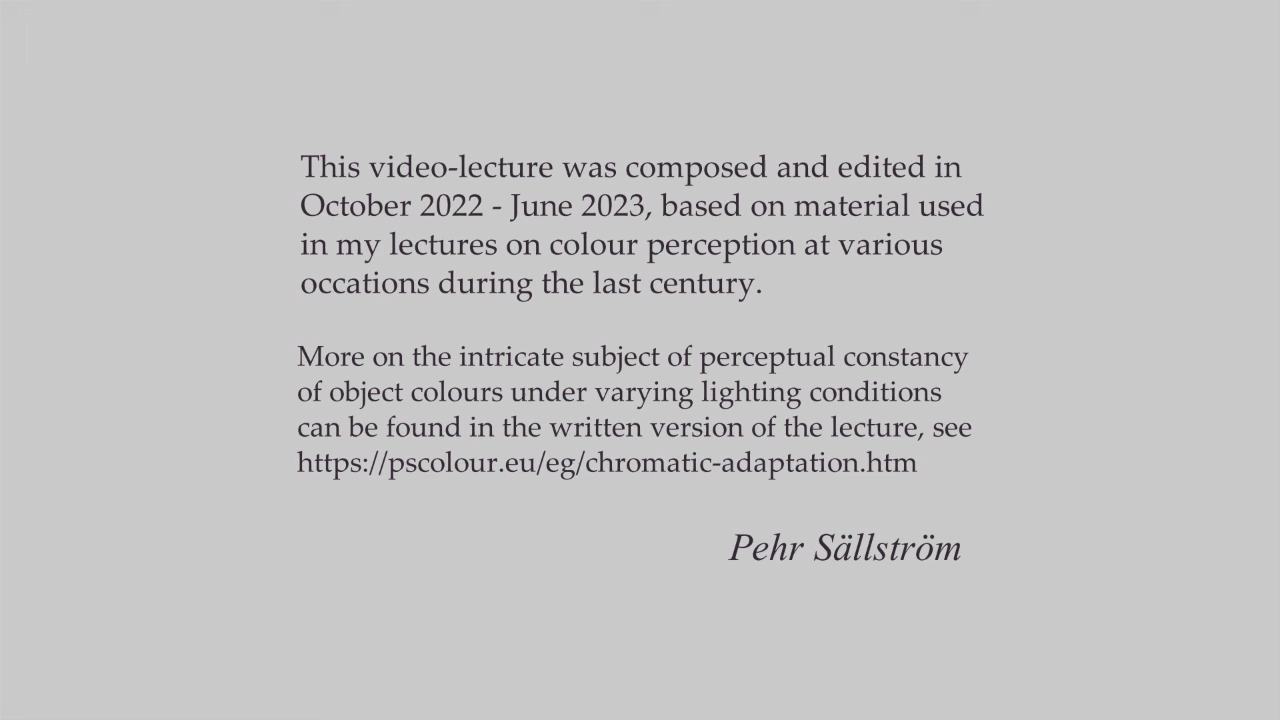 This video-lecture was composed and edited in
October 2022 - June 2023, based on material used
in my lectures on colour perception at various
occations during the last century.
More on the intricate subject of perceptual constancy
of object colours under varying lighting conditions
can be found in the written version of the lecture, see
https://pscolour.eu/eg/chromatic-adaptation.htm
Pehr Sällström